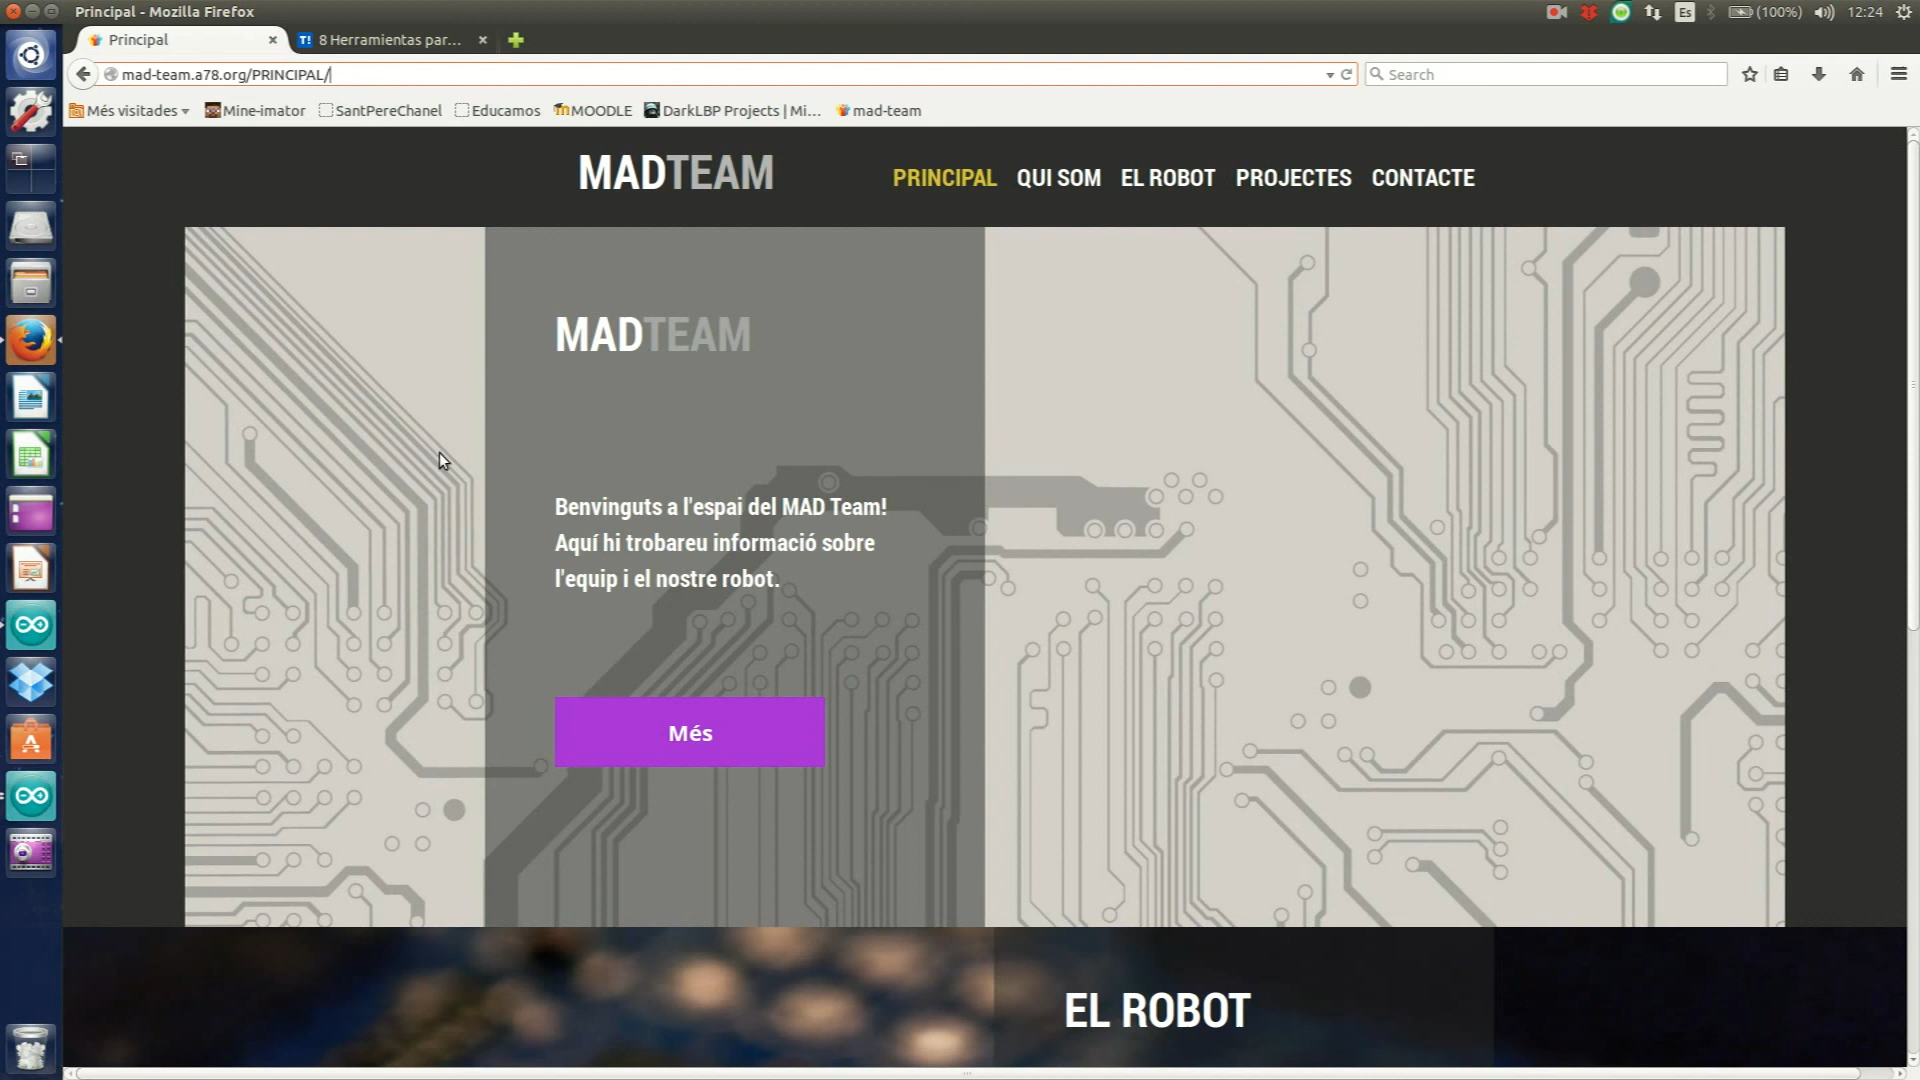 Principal - Mozilla Firefox
Es
(100%)
12:24
Principal
T!
8 Herramientas par...
mad-team.a78.org/PRINCIPAL/
Search
Més visitades
Mine-imator
SantPereChanel
Educamos
MOODLE
DarkLBP Projects | Mi...
mad-team
MADTEAM
PRINCIPAL
QUI SOM
EL ROBOT
PROJECTES
CONTACTE
MADTEAM
Benvinguts a l'espai del MAD Team!
Aquí hi trobareu informació sobre
l'equip i el nostre robot.
Més
EL ROBOT